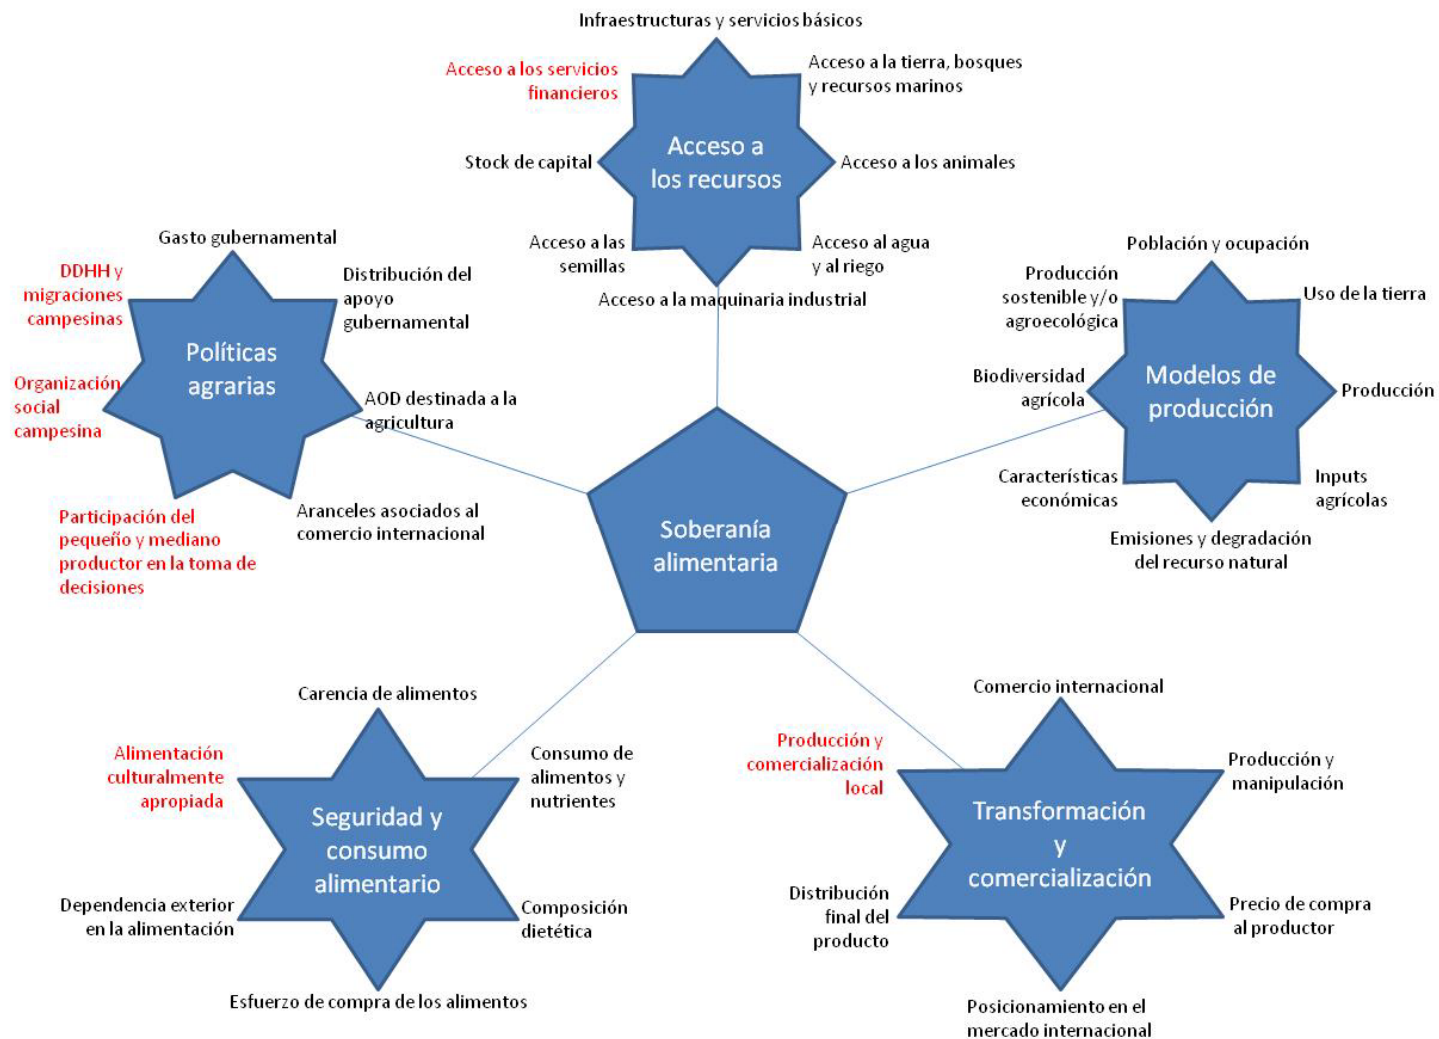 Infraestructuras y servicios básicos
Acceso a los servicios
financieros
Acceso a la tierra, bosques
y recursos marinos
Acceso a
los recursos
Stock de capital
Acceso a los animales
Acceso a las
semillas
Acceso al agua
y al riego
Acceso a la maquinaria industrial
Gasto gubernamental
DDHH y
migraciones
campesinas
Distribución del
apoyo
gubernamental
Políticas
agrarias
Organización
social
campesina
AOD destinada a la
agricultura
Participación del
pequeño y mediano
productor en la toma de
decisiones
Aranceles asociados al
comercio internacional
Población y ocupación
Producción
sostenible y/o
agroecológica
Uso de la tierra
Biodiversidad
agrícola
Modelos de
producción
Producción
Características
económicas
Inputs
agrícolas
Emisiones y degradación
del recurso natural
Soberanía
alimentaria
Carencia de alimentos
Alimentación
culturalmente
apropiada
Consumo de
alimentos y
nutrientes
Seguridad y
consumo
alimentario
Dependencia exterior
en la alimentación
Composición
dietética
Esfuerzo de compra de los alimentos
Comercio internacional
Producción y
comercialización
local
Producción y
manipulación
Transformación
y
comercialización
Distribución
final del
producto
Precio de compra
al productor
Posicionamiento en el
mercado internacional